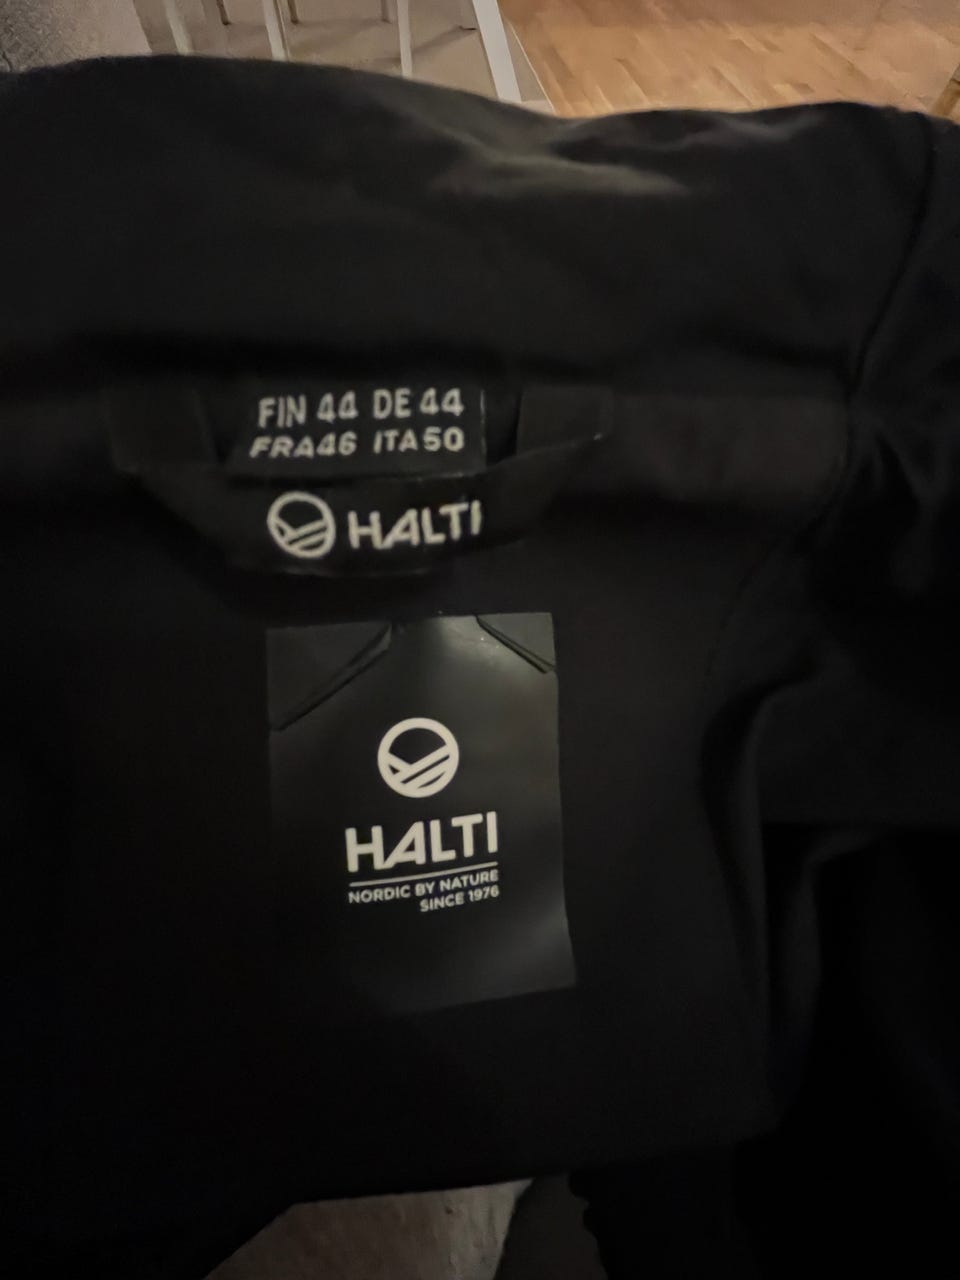 FIN 44 DE 44
FRA46 ITA50
HALTI
HALTI
NORDIC BY NATURE
SINCE 1976